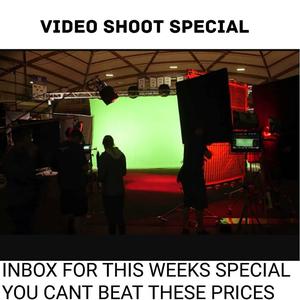 VIDEO SHOOT SPECIAL
INBOX FOR THIS WEEKS SPECIAL
YOU CANT BEAT THESE PRICES